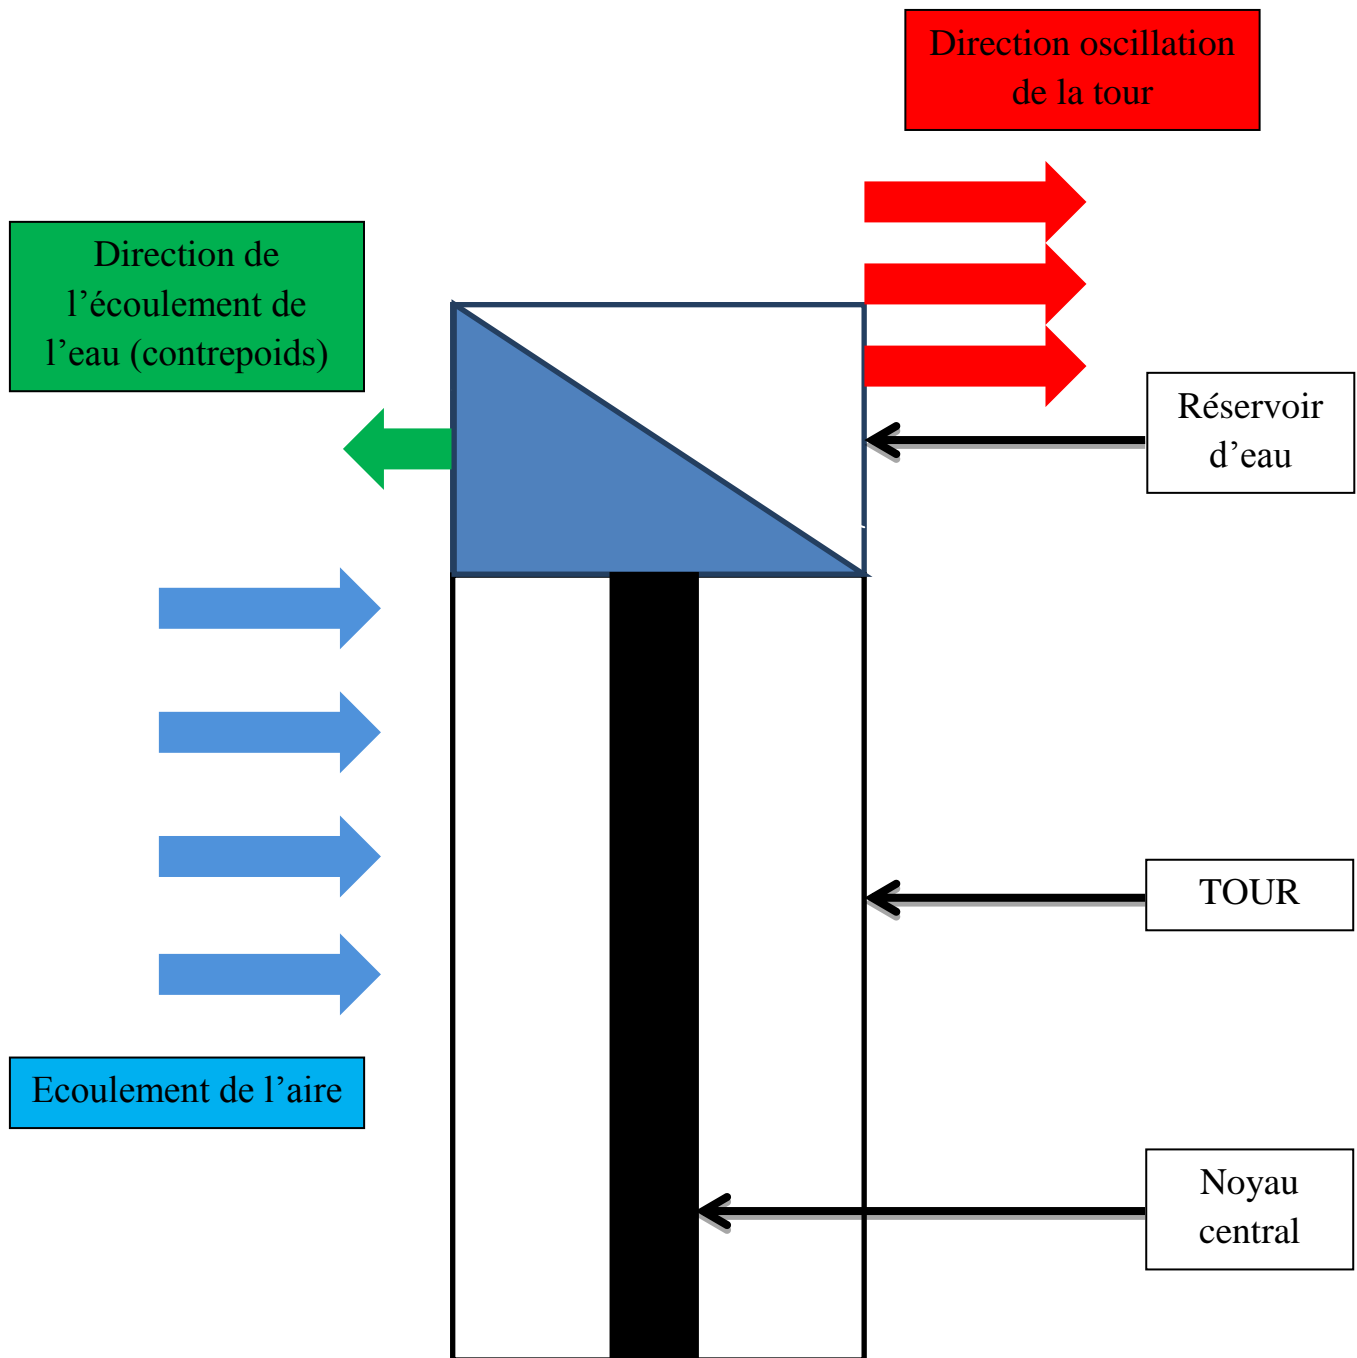 Direction oscillation
de la tour
Direction de
l’écoulement de
l’eau (contrepoids)
Réservoir
d’eau
TOUR
Ecoulement de l’aire
Noyau
central